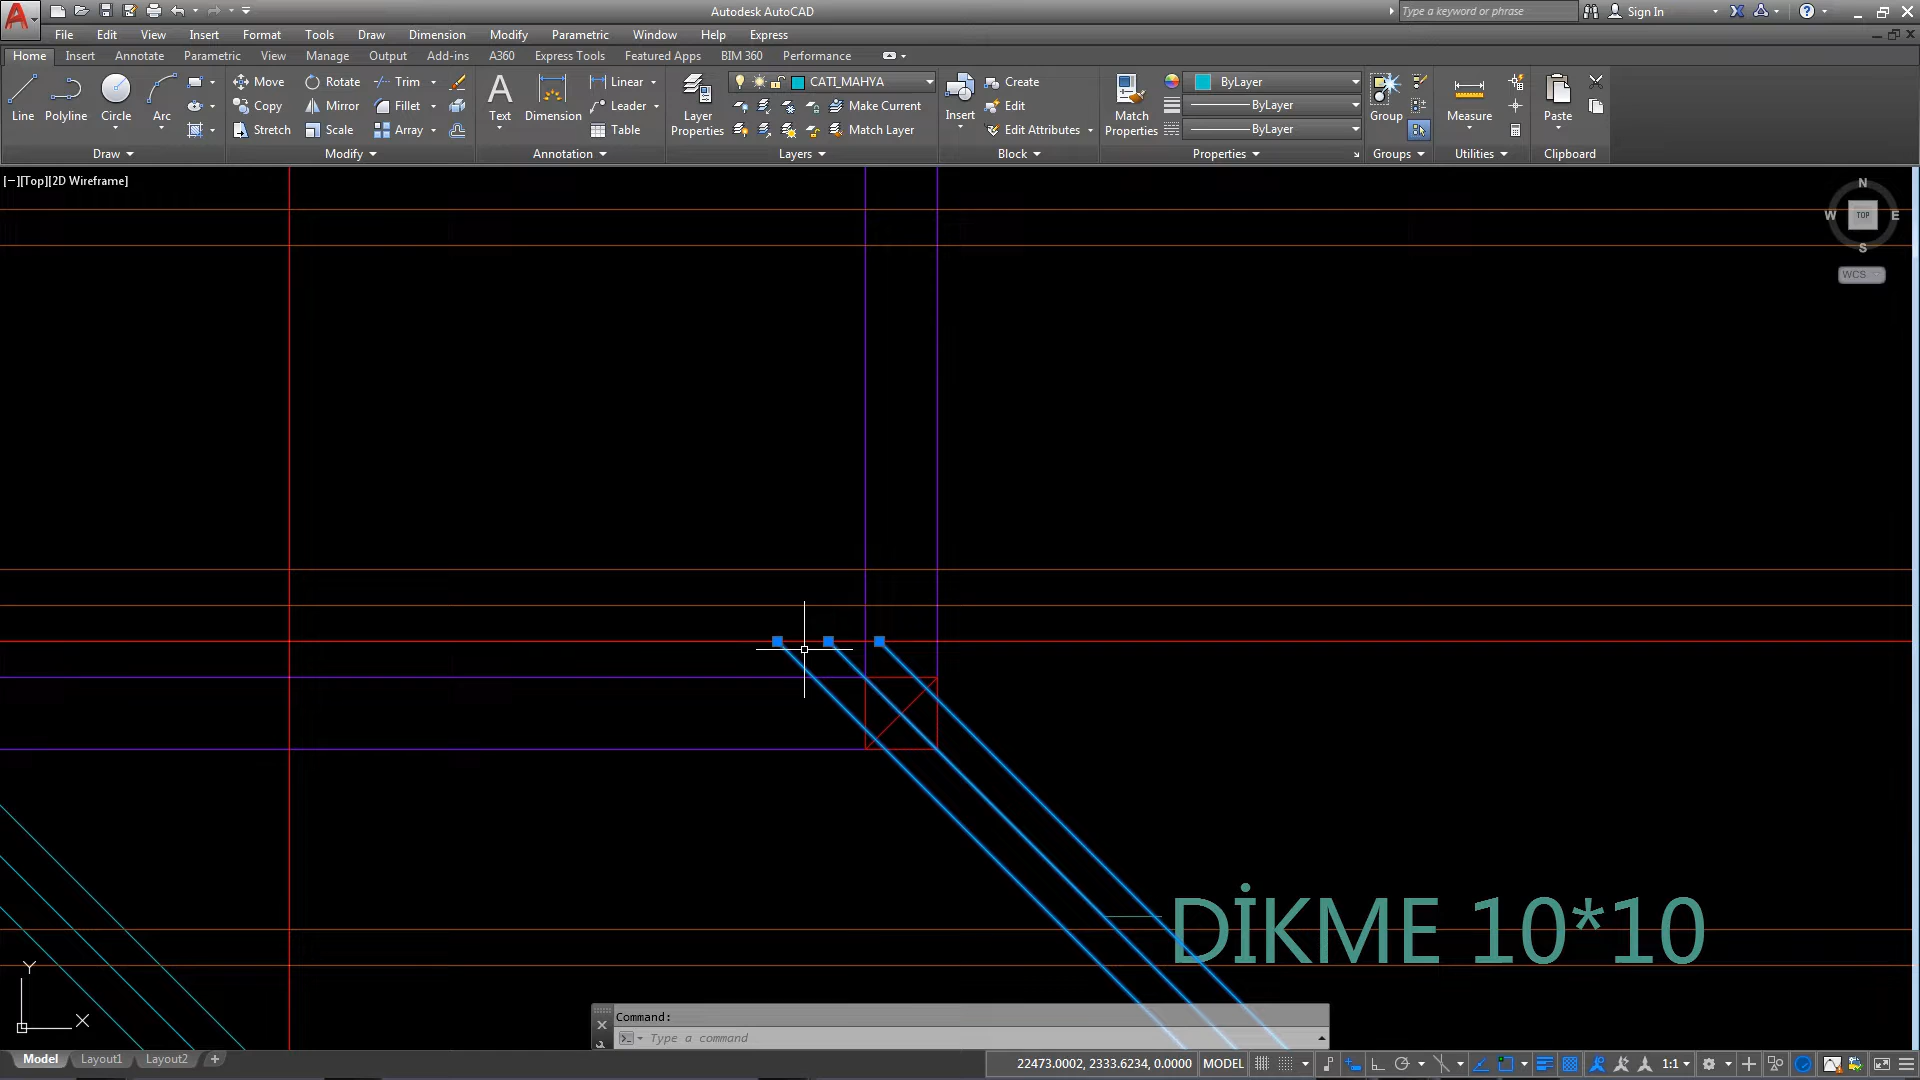 Autodesk AutoCAD
Type a keyword or phrase
Sign In
File Edit View Insert Format Tools Draw Dimension Modify Parametric Window Help Express
Home Insert Annotate Parametric View Manage Output Add-ins A360 Express Tools Featured Apps BIM 360 Performance
Line Polyline Circle Arc
Move Rotate Trim
Copy Mirror Fillet
Stretch Scale Array
Text Dimension
Linear
Leader
Table
Layer Properties
CATI_MAHYA
Make Current
Match Layer
Insert
Create
Edit
Edit Attributes
Match Properties
ByLayer
ByLayer
ByLayer
Group
Measure
Paste
Draw Modify Annotation Layers Block Properties Groups Utilities Clipboard
[−][Top][2D Wireframe]
N
W TOP E
S
WCS
DİKME 10*10
Y
X
Command:
Type a command
Model Layout1 Layout2 +
22473.0002, 2333.6234, 0.0000 MODEL 1:1